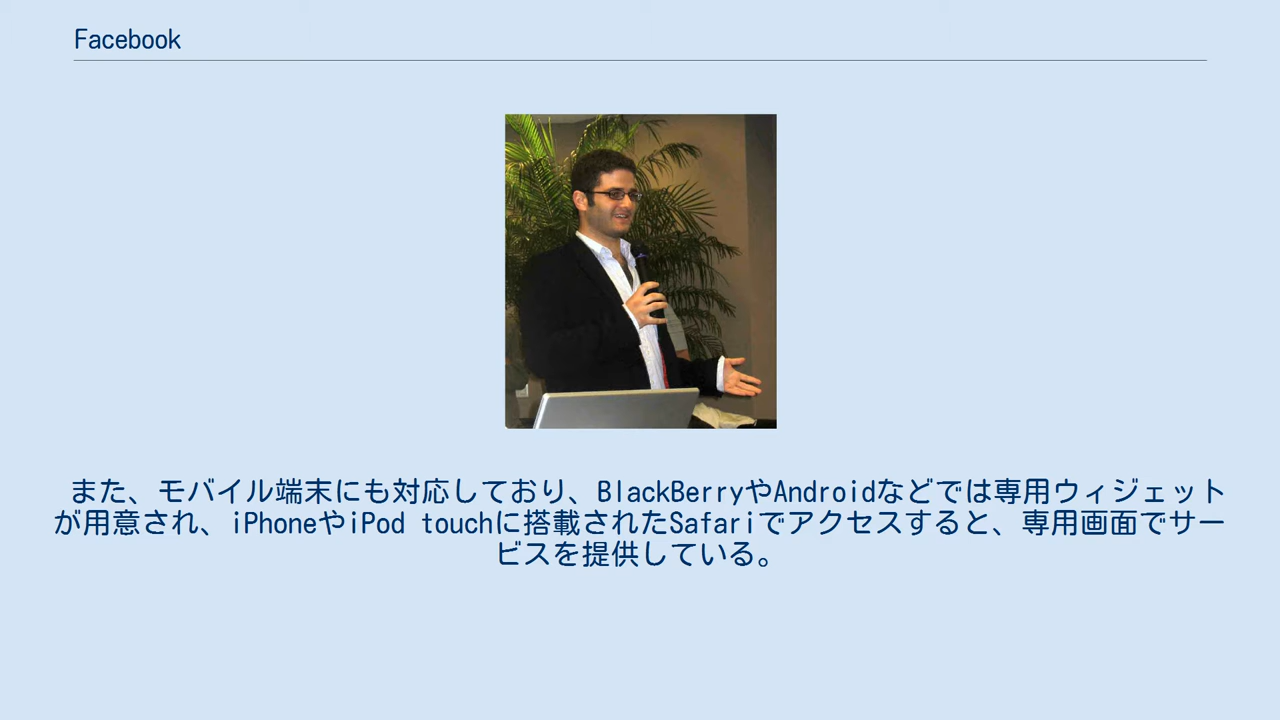 Facebook
また、モバイル端末にも対応しており、BlackBerryやAndroidなどでは専用ウィジェット
が用意され、iPhoneやiPod touchに搭載されたSafariでアクセスすると、専用画面でサー
ビスを提供している。